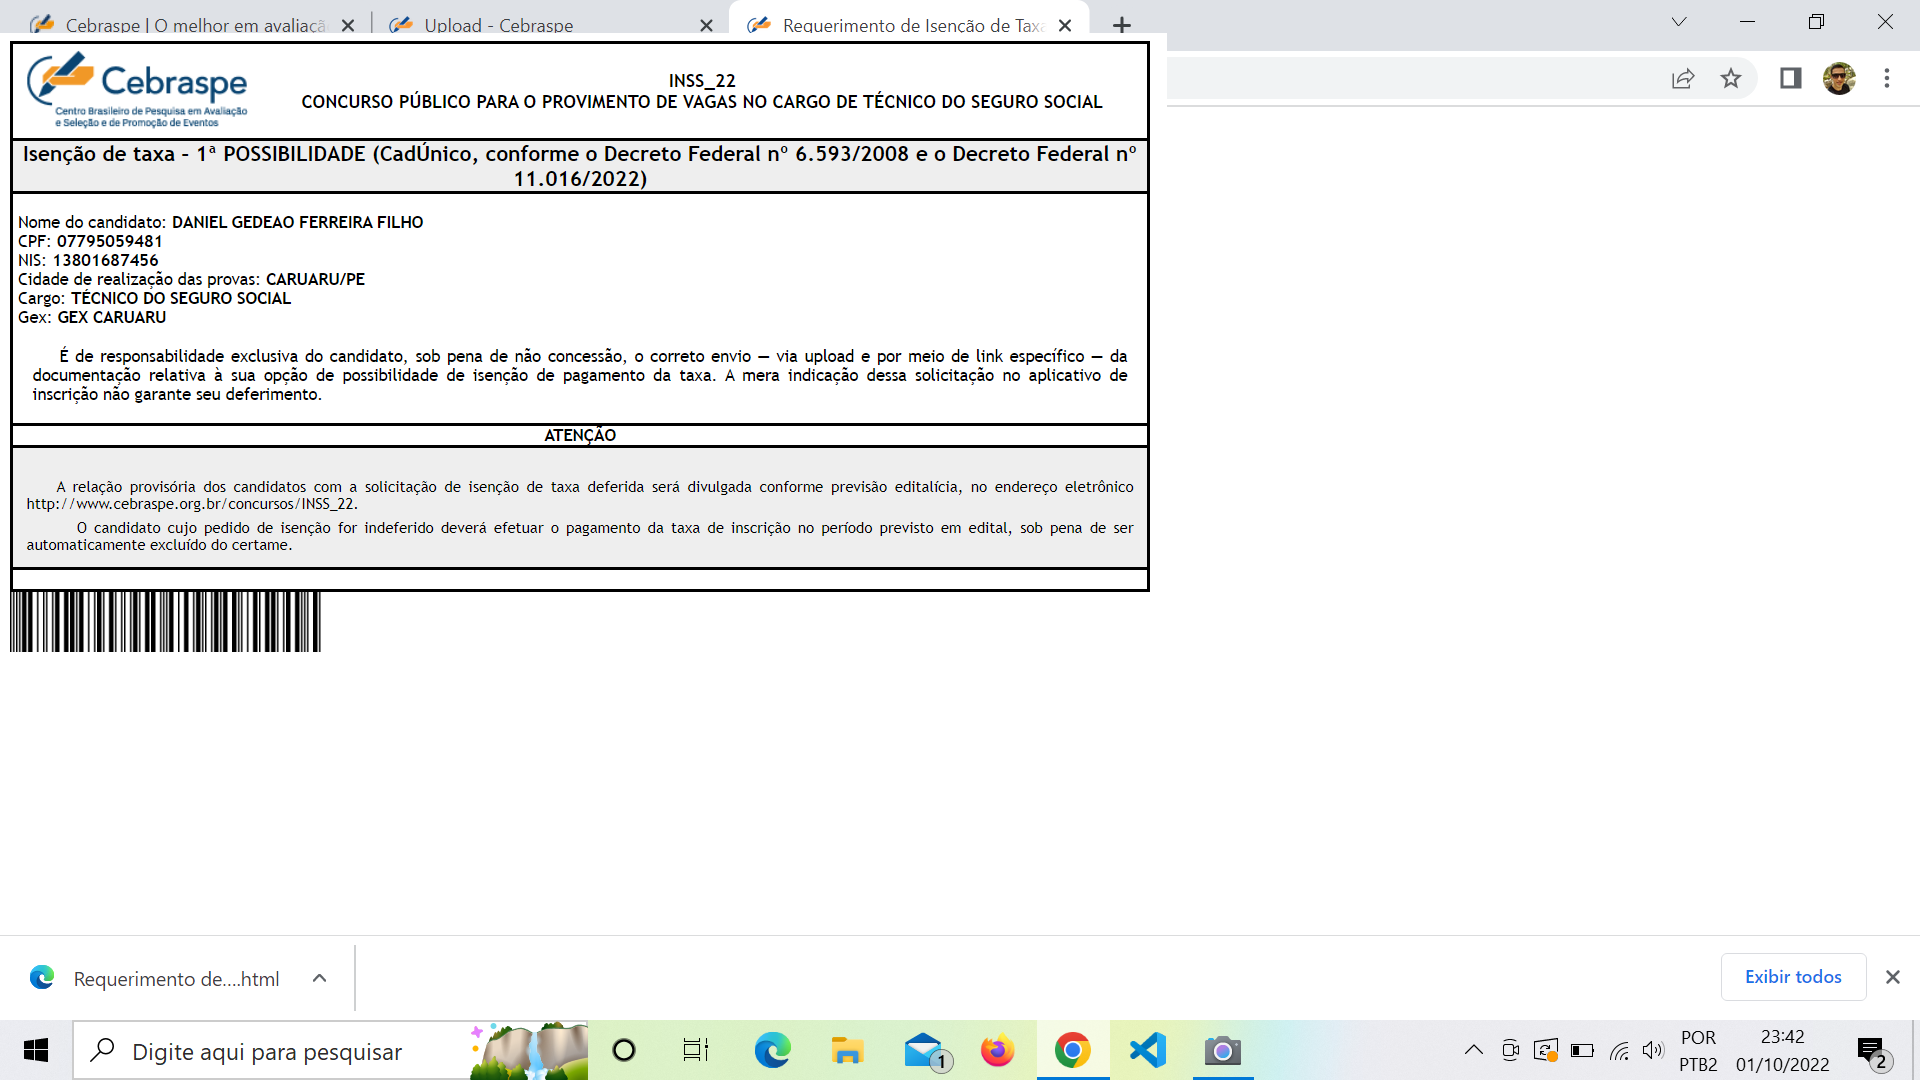 Cebraspe | O melhor em avaliaçã
Upload - Cebraspe
Requerimento de Isenção de Taxa
Cebraspe
Centro Brasileiro de Pesquisa em Avaliação
e Seleção e de Promoção de Eventos
INSS_22
CONCURSO PÚBLICO PARA O PROVIMENTO DE VAGAS NO CARGO DE TÉCNICO DO SEGURO SOCIAL
Isenção de taxa - 1ª POSSIBILIDADE (CadÚnico, conforme o Decreto Federal nº 6.593/2008 e o Decreto Federal nº
11.016/2022)
Nome do candidato: DANIEL GEDEAO FERREIRA FILHO
CPF: 07795059481
NIS: 13801687456
Cidade de realização das provas: CARUARU/PE
Cargo: TÉCNICO DO SEGURO SOCIAL
Gex: GEX CARUARU
É de responsabilidade exclusiva do candidato, sob pena de não concessão, o correto envio — via upload e por meio de link específico — da
documentação relativa à sua opção de possibilidade de isenção de pagamento da taxa. A mera indicação dessa solicitação no aplicativo de
inscrição não garante seu deferimento.
ATENÇÃO
A relação provisória dos candidatos com a solicitação de isenção de taxa deferida será divulgada conforme previsão editalícia, no endereço eletrônico
http://www.cebraspe.org.br/concursos/INSS_22.
O candidato cujo pedido de isenção for indeferido deverá efetuar o pagamento da taxa de inscrição no período previsto em edital, sob pena de ser
automaticamente excluído do certame.
Requerimento de....html
Exibir todos
Digite aqui para pesquisar
1
POR
PTB2
23:42
01/10/2022
2